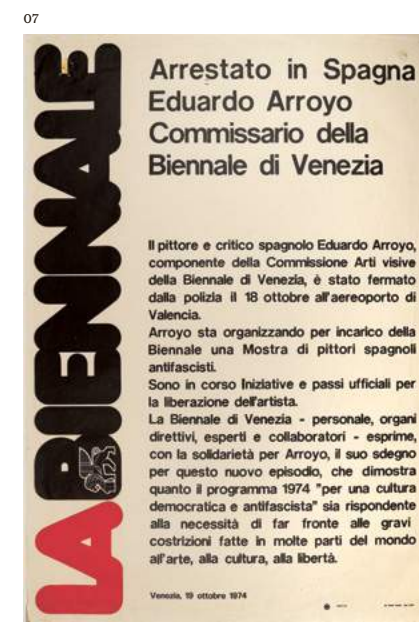 07
LA BIENNALE
Arrestato in Spagna
Eduardo Arroyo
Commissario della
Biennale di Venezia
Il pittore e critico spagnolo Eduardo Arroyo,
componente della Commissione Arti visive
della Biennale di Venezia, è stato fermato
dalla polizia il 18 ottobre all'aereoporto di
Valencia.
Arroyo sta organizzando per incarico della
Biennale una Mostra di pittori spagnoli
antifascisti.
Sono in corso Iniziative e passi ufficiali per
la liberazione dell'artista.
La Biennale di Venezia - personale, organi
direttivi, esperti e collaboratori - esprime,
con la solidarietà per Arroyo, il suo sdegno
per questo nuovo episodio, che dimostra
quanto il programma 1974 "per una cultura
democratica e antifascista" sia rispondente
alla necessità di far fronte alle gravi
costrizioni fatte in molte parti del mondo
all'arte, alla cultura, alla libertà.
Venezia, 19 ottobre 1974